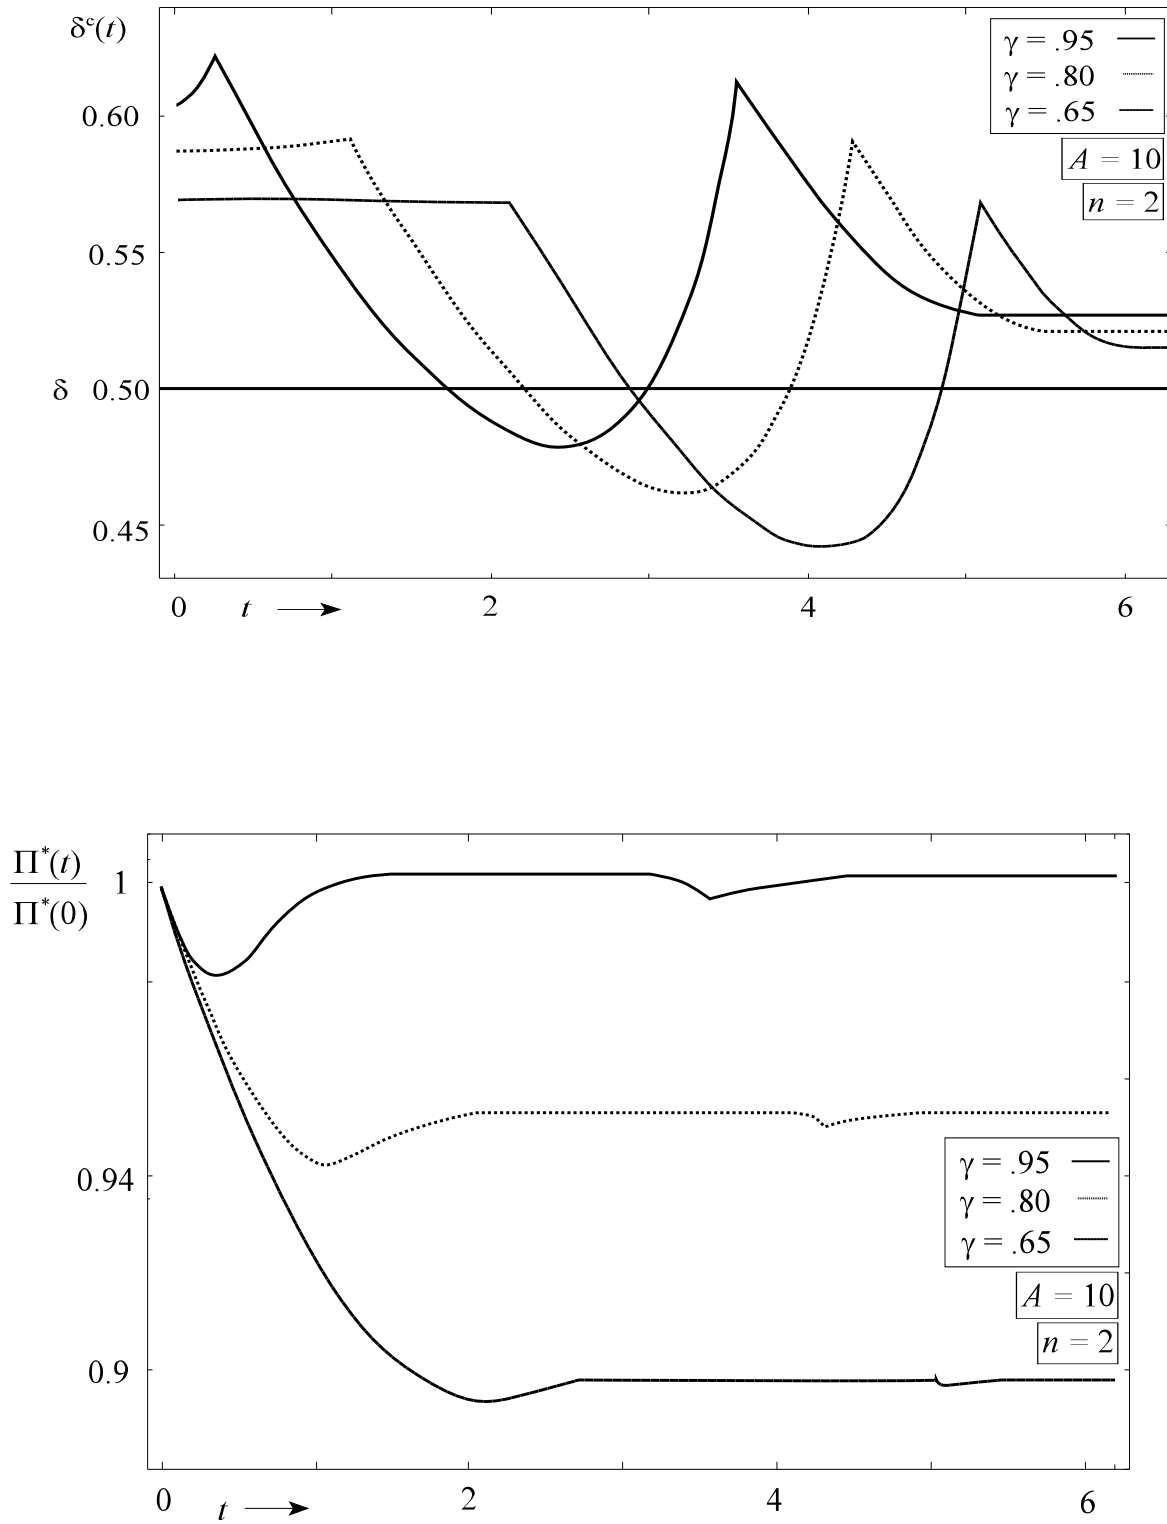 δᶜ(t)
γ = .95
γ = .80
γ = .65
A = 10
n = 2
0.60
0.55
δ 0.50
0.45
0 t 2 4 6
Π*(t)
Π*(0)
1
0.94
0.9
γ = .95
γ = .80
γ = .65
A = 10
n = 2
0 t 2 4 6